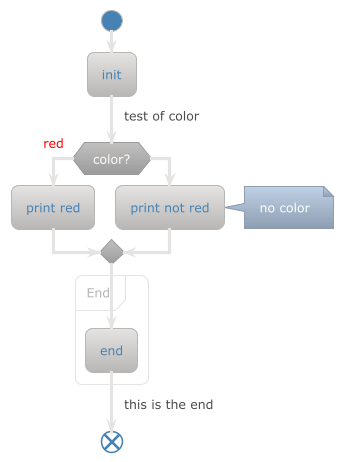 init
test of color
red
color?
print red
print not red
no color
End
end
this is the end